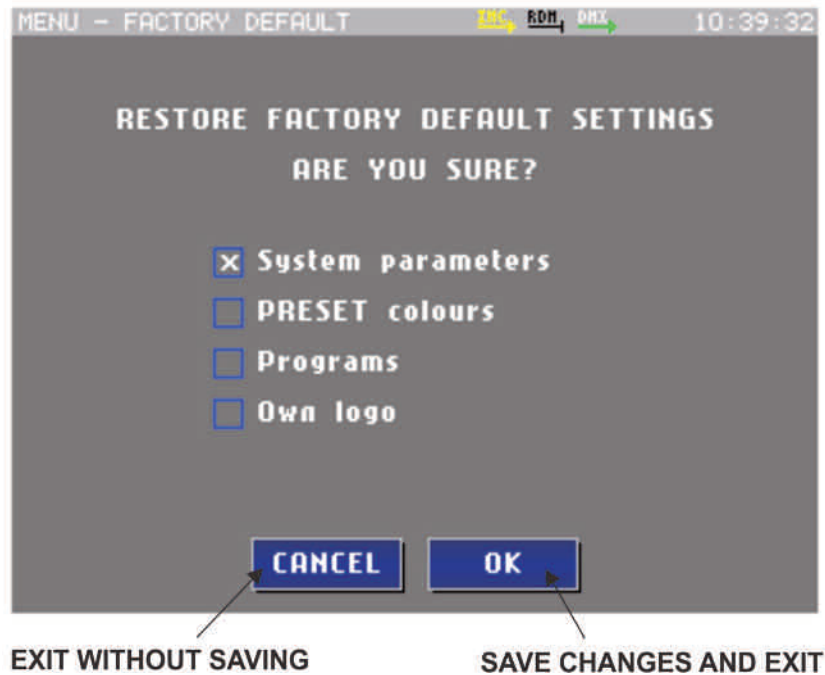 MENU - FACTORY DEFAULT ZMC RDM DMX 10:39:32
RESTORE FACTORY DEFAULT SETTINGS
ARE YOU SURE?
System parameters
PRESET colours
Programs
Own logo
CANCEL OK
EXIT WITHOUT SAVING SAVE CHANGES AND EXIT